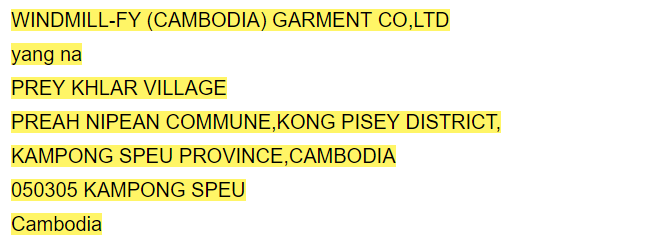 WINDMILL-FY (CAMBODIA) GARMENT CO,LTD
yang na
PREY KHLAR VILLAGE
PREAH NIPEAN COMMUNE,KONG PISEY DISTRICT,
KAMPONG SPEU PROVINCE,CAMBODIA
050305 KAMPONG SPEU
Cambodia